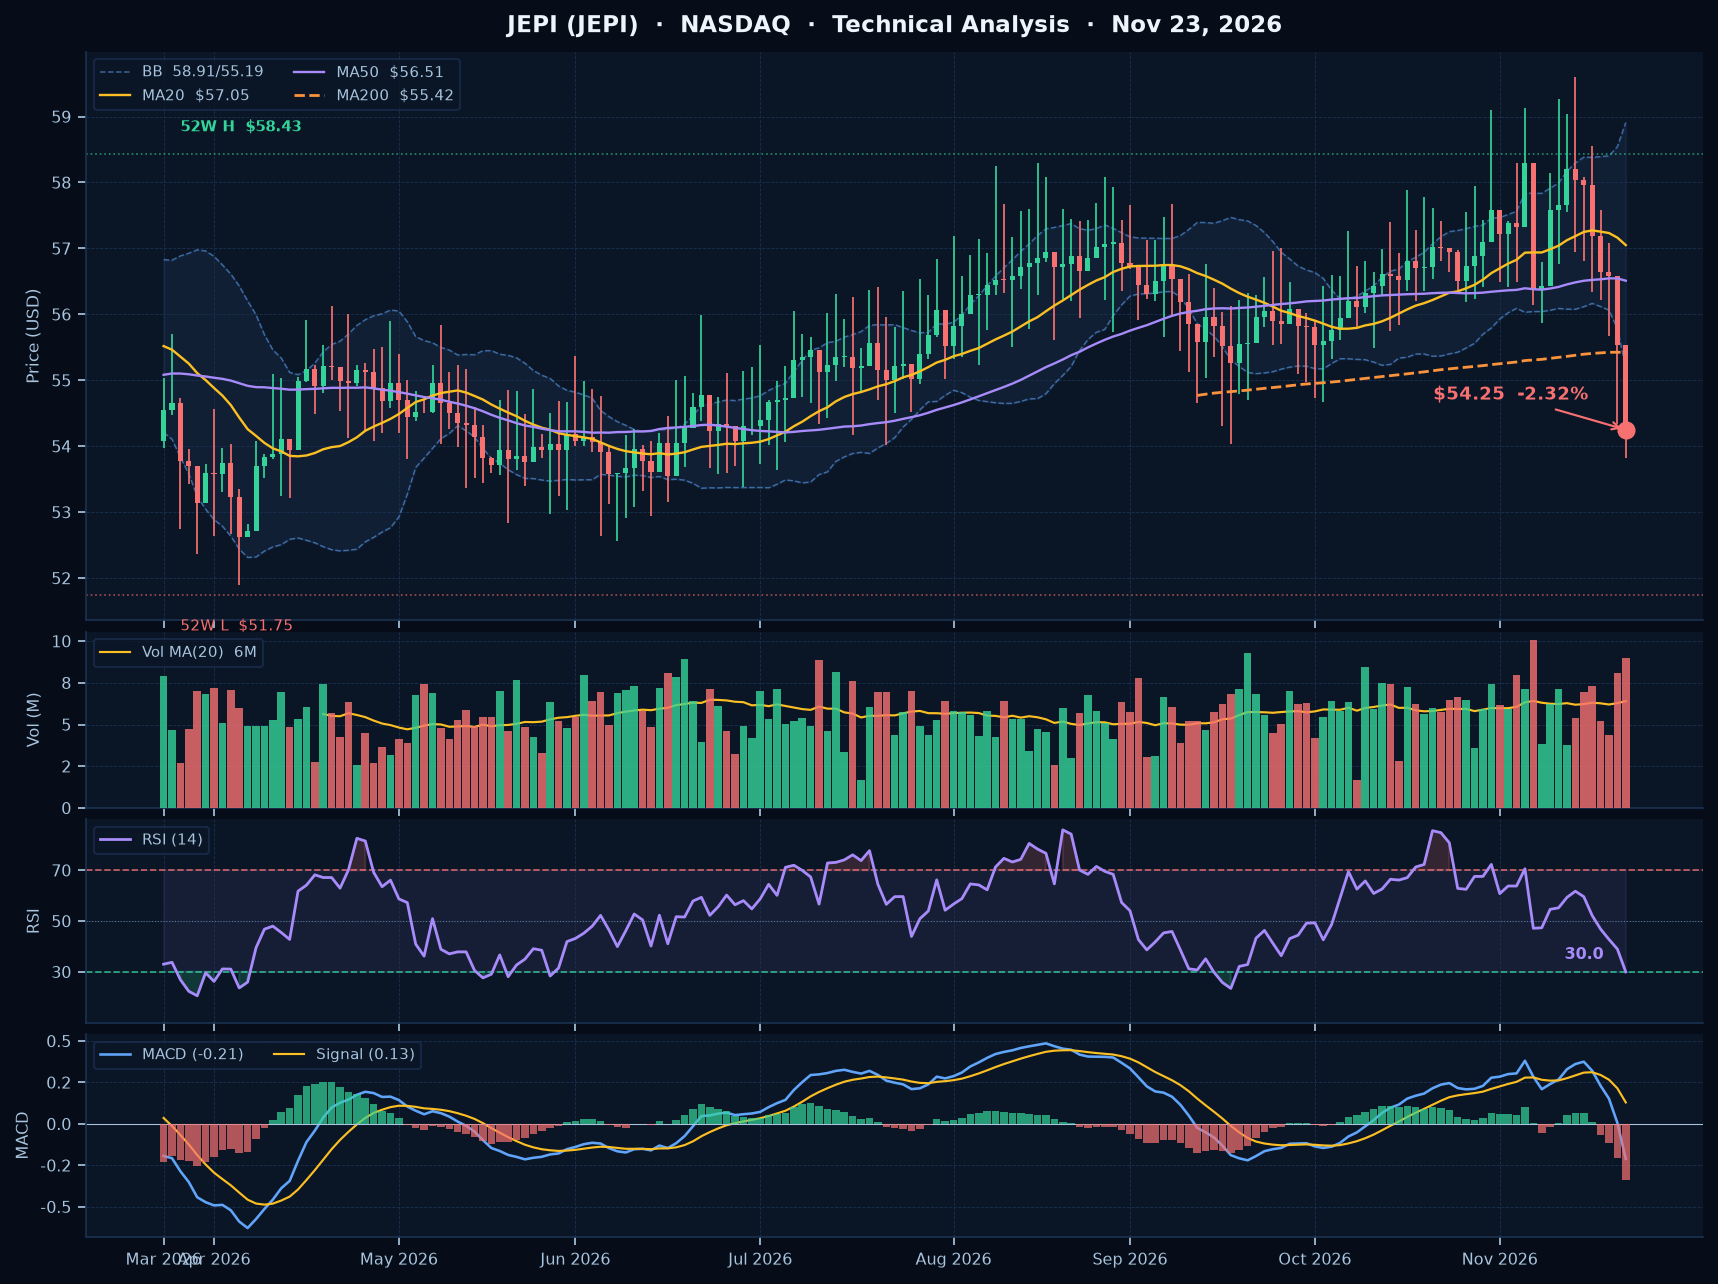 JEPI (JEPI)  ·  NASDAQ  ·  Technical Analysis  ·  Nov 23, 2026
BB  58.91/55.19
MA50  $56.51
MA20  $57.05
MA200  $55.42
52W H  $58.43
59
58
57
56
55
54
53
52
Price (USD)
$54.25  -2.32%
52W L  $51.75
Vol MA(20)  6M
10
8
5
2
0
Vol (M)
RSI (14)
70
50
30
RSI
30.0
MACD (-0.21)
Signal (0.13)
0.5
0.2
0.0
-0.2
-0.5
MACD
Mar 2026
Apr 2026
May 2026
Jun 2026
Jul 2026
Aug 2026
Sep 2026
Oct 2026
Nov 2026